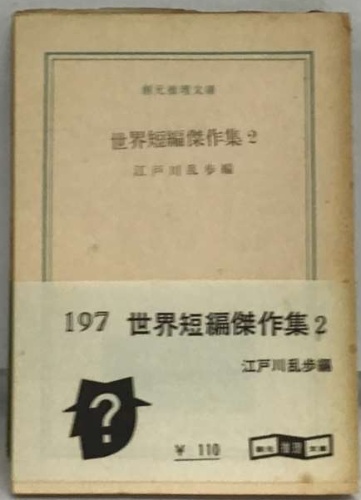 創元推理文庫
世界短編傑作集 2
江戸川乱歩編
197 世界短編傑作集 2
江戸川乱歩編
?
¥ 110
創元 推理 文庫